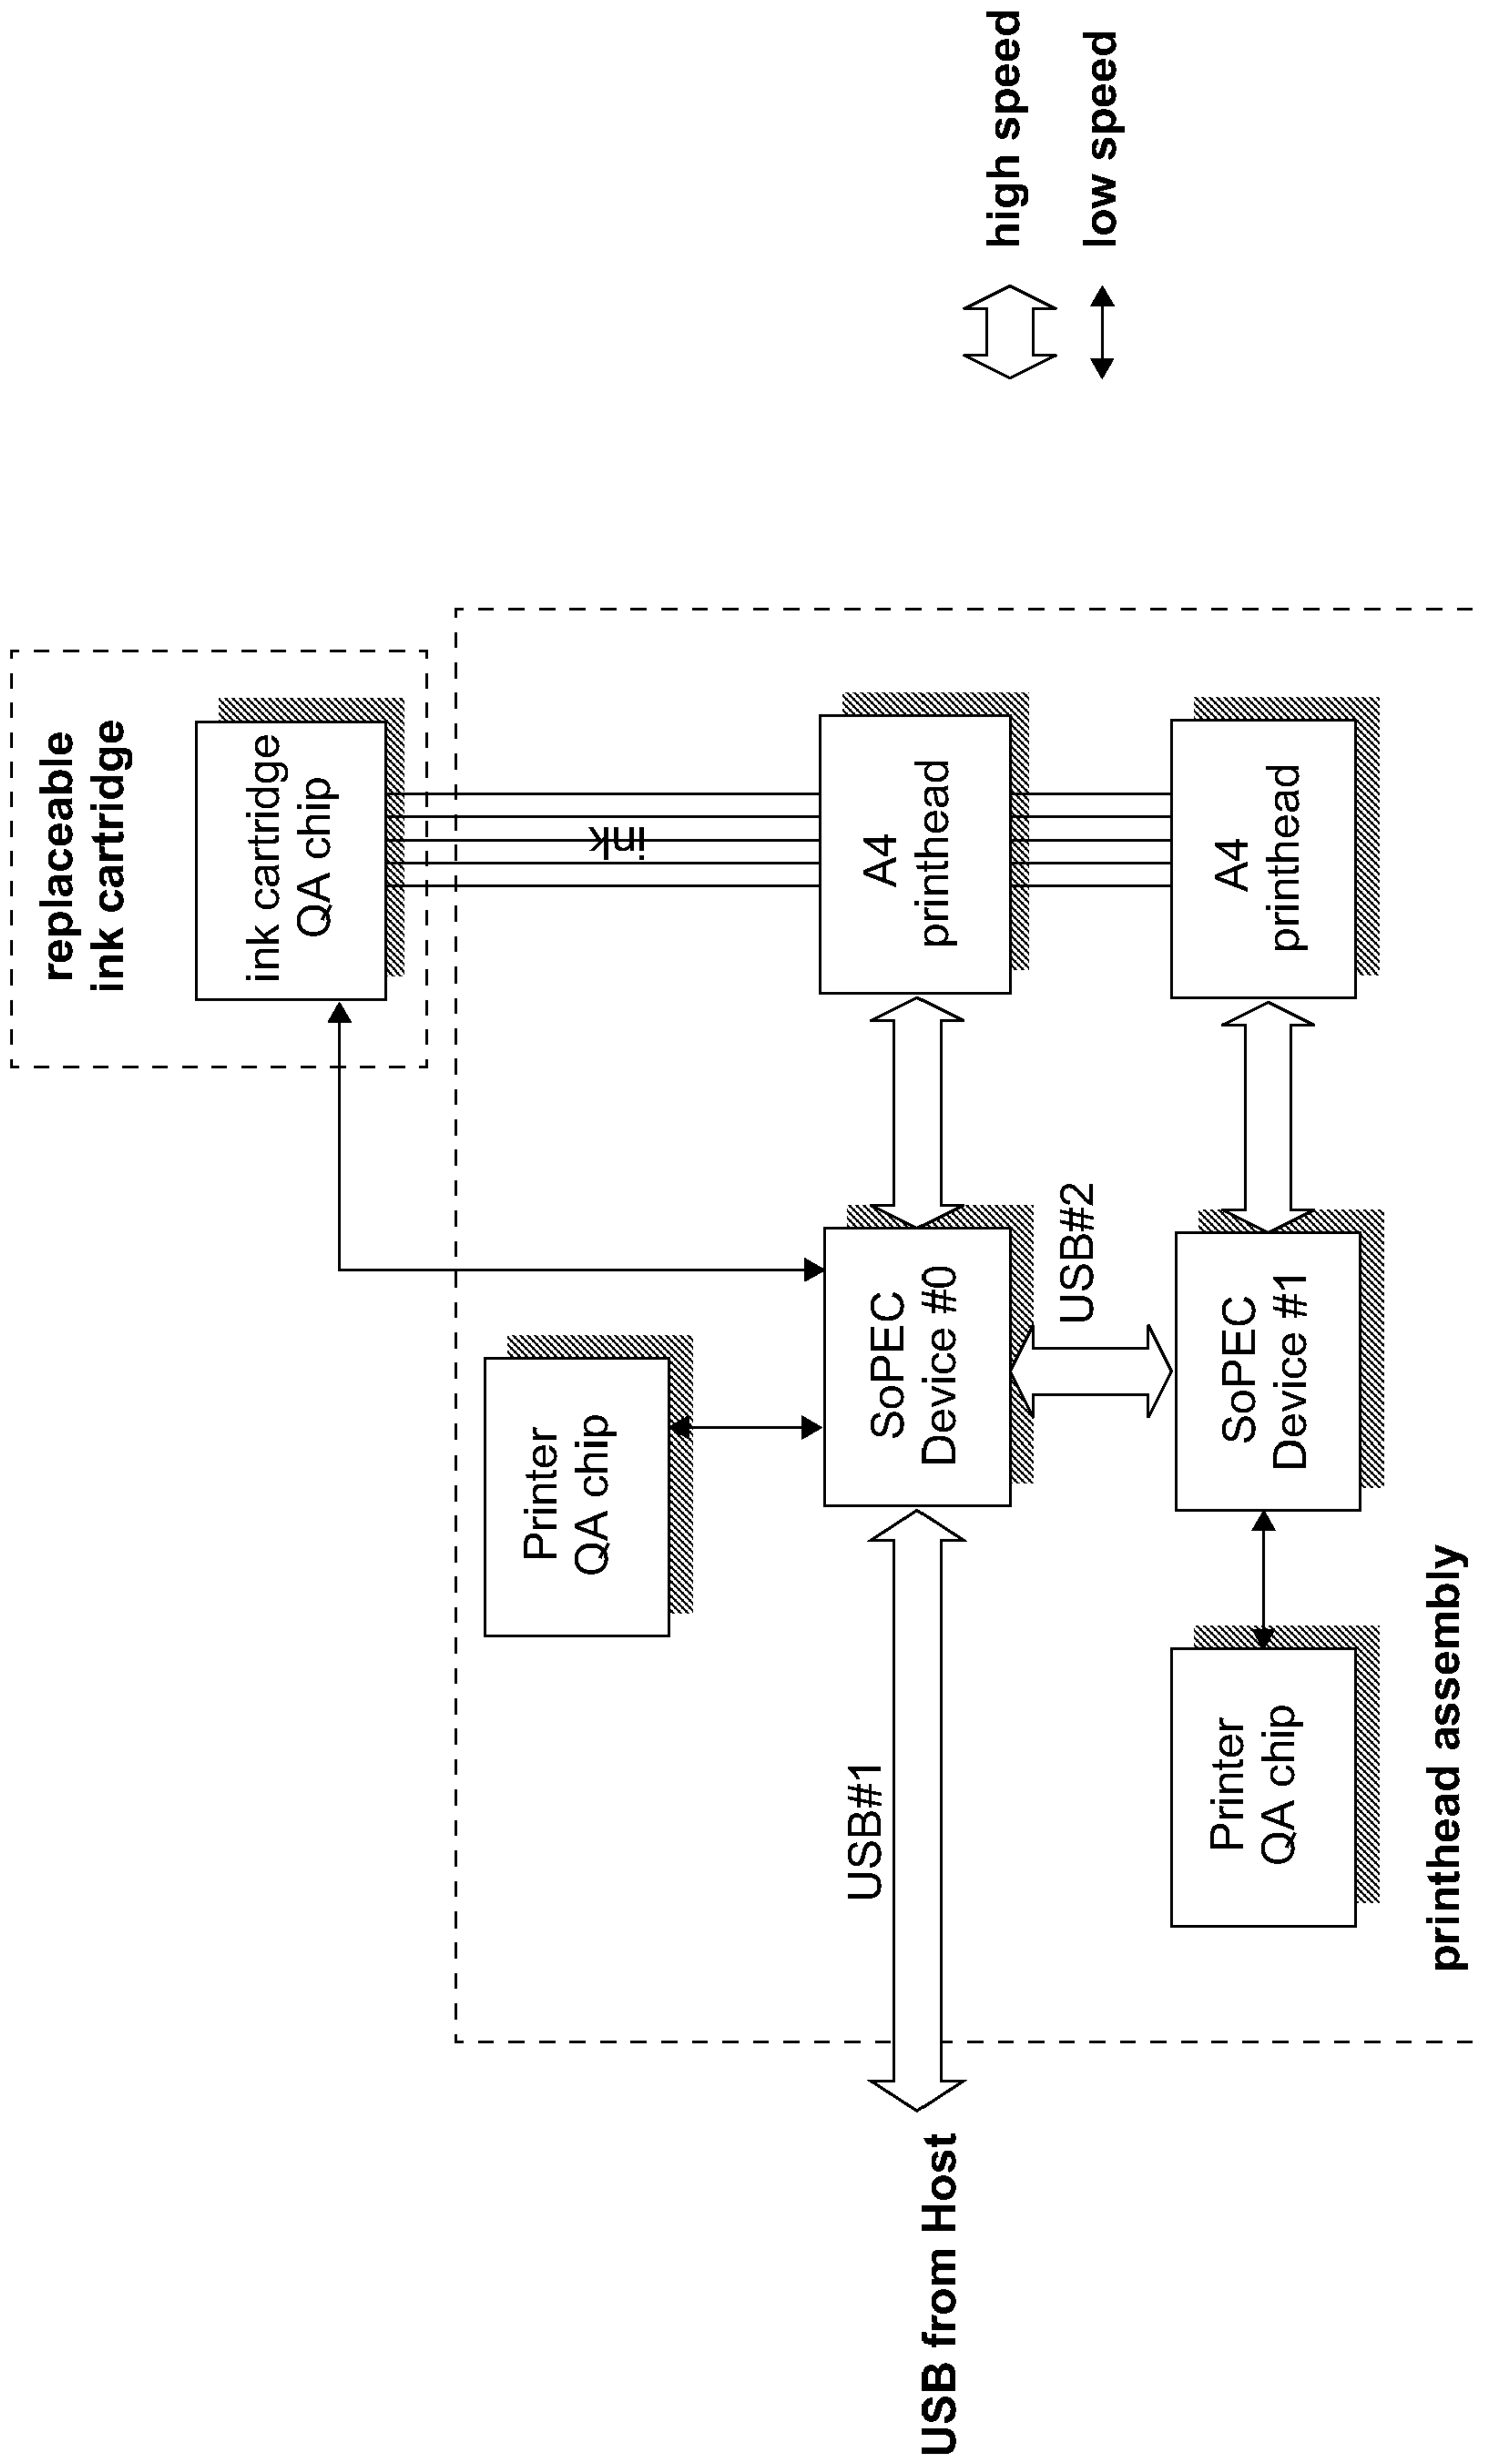 replaceable
ink cartridge
ink cartridge
QA chip
ink
Printer
QA chip
USB#1
USB from Host
SoPEC
Device #0
A4
printhead
high speed
low speed
USB#2
Printer
QA chip
SoPEC
Device #1
A4
printhead
printhead assembly